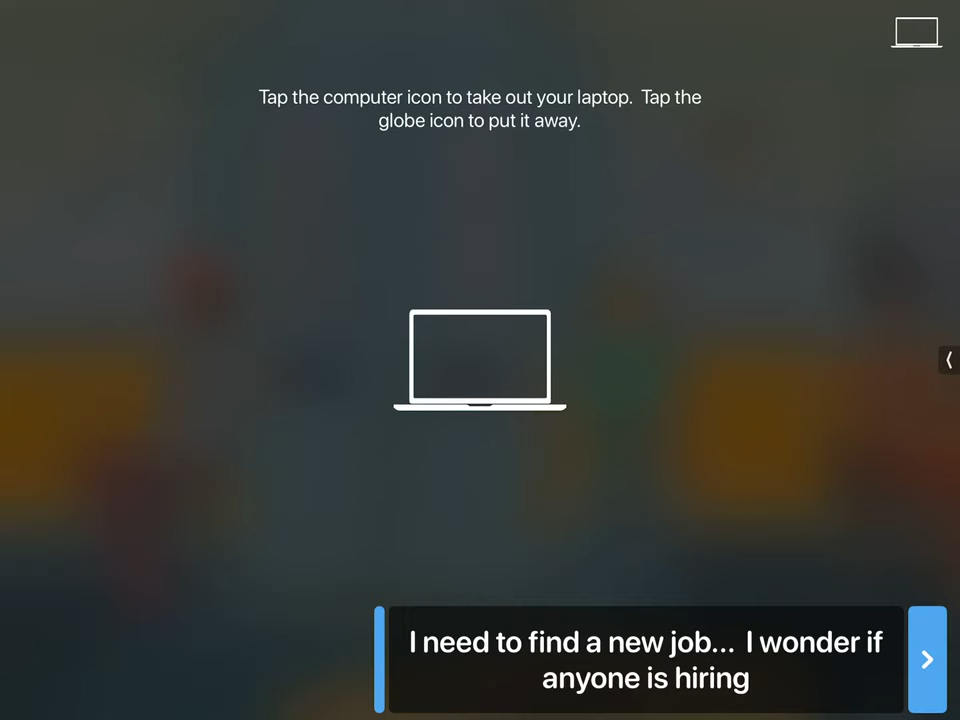 Tap the computer icon to take out your laptop.  Tap the
globe icon to put it away.
I need to find a new job...  I wonder if
anyone is hiring